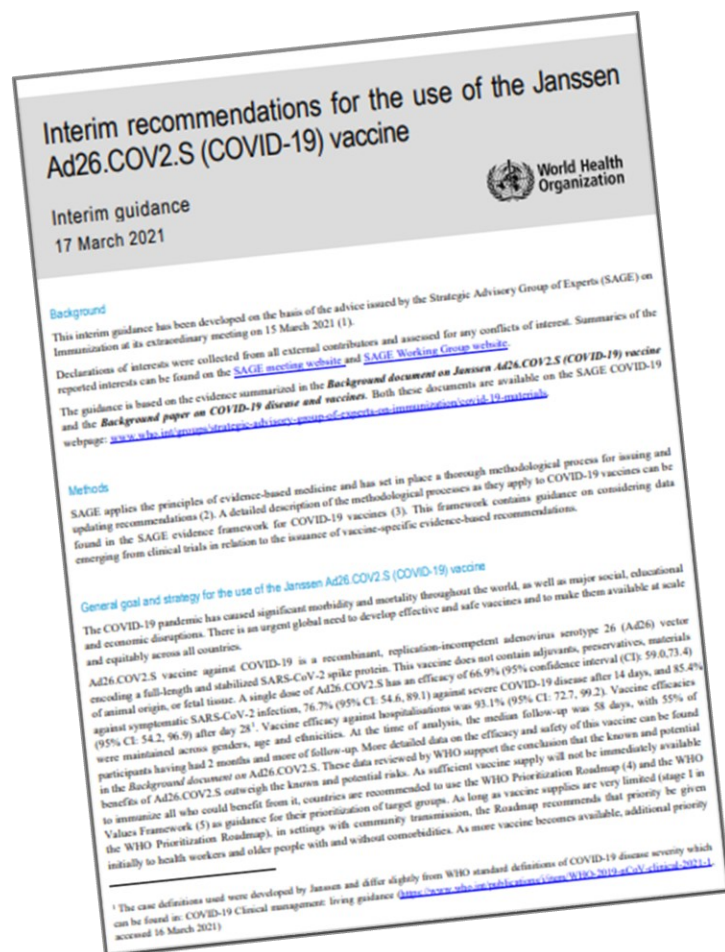 Interim recommendations for the use of the Janssen
Ad26.COV2.S (COVID-19) vaccine
Interim guidance
17 March 2021
World Health
Organization
Background
This interim guidance has been developed on the basis of the advice issued by the Strategic Advisory Group of Experts (SAGE) on
Immunization at its extraordinary meeting on 15 March 2021 (1).
Declarations of interests were collected from all external contributors and assessed for any conflicts of interest. Summaries of the
reported interests can be found on the SAGE meeting website and SAGE Working Group website.
The guidance is based on the evidence summarized in the Background document on Janssen Ad26.COV2.S (COVID-19) vaccine
and the Background paper on COVID-19 disease and vaccines. Both these documents are available on the SAGE COVID-19
webpage: www.who.int/groups/strategic-advisory-group-of-experts-on-immunization/covid-19-materials.
Methods
SAGE applies the principles of evidence-based medicine and has set in place a thorough methodological process for issuing and
updating recommendations (2). A detailed description of the methodological processes as they apply to COVID-19 vaccines can be
found in the SAGE evidence framework for COVID-19 vaccines (3). This framework contains guidance on considering data
emerging from clinical trials in relation to the issuance of vaccine-specific evidence-based recommendations.
General goal and strategy for the use of the Janssen Ad26.COV2.S (COVID-19) vaccine
The COVID-19 pandemic has caused significant morbidity and mortality throughout the world, as well as major social, educational
and economic disruptions. There is an urgent global need to develop effective and safe vaccines and to make them available at scale
and equitably across all countries.
Ad26.COV2.S vaccine against COVID-19 is a recombinant, replication-incompetent adenovirus serotype 26 (Ad26) vector
encoding a full-length and stabilized SARS-CoV-2 spike protein. This vaccine does not contain adjuvants, preservatives, materials
of animal origin, or fetal tissue. A single dose of Ad26.COV2.S has an efficacy of 66.9% (95% confidence interval (CI): 59.0,73.4)
against symptomatic SARS-CoV-2 infection, 76.7% (95% CI: 54.6, 89.1) against severe COVID-19 disease after 14 days, and 85.4%
(95% CI: 54.2, 96.9) after day 28¹. Vaccine efficacy against hospitalisations was 93.1% (95% CI: 72.7, 99.2). Vaccine efficacies
were maintained across genders, age and ethnicities. At the time of analysis, the median follow-up was 58 days, with 55% of
participants having had 2 months and more of follow-up. More detailed data on the efficacy and safety of this vaccine can be found
in the Background document on Ad26.COV2.S. These data reviewed by WHO support the conclusion that the known and potential
benefits of Ad26.COV2.S outweigh the known and potential risks. As sufficient vaccine supply will not be immediately available
to immunize all who could benefit from it, countries are recommended to use the WHO Prioritization Roadmap (4) and the WHO
Values Framework (5) as guidance for their prioritization of target groups. As long as vaccine supplies are very limited (stage I in
the WHO Prioritization Roadmap), in settings with community transmission, the Roadmap recommends that priority be given
initially to health workers and older people with and without comorbidities. As more vaccine becomes available, additional priority
¹ The case definitions used were developed by Janssen and differ slightly from WHO standard definitions of COVID-19 disease severity which
can be found in: COVID-19 Clinical management: living guidance (https://www.who.int/publications/i/item/WHO-2019-nCoV-clinical-2021-1,
accessed 16 March 2021)